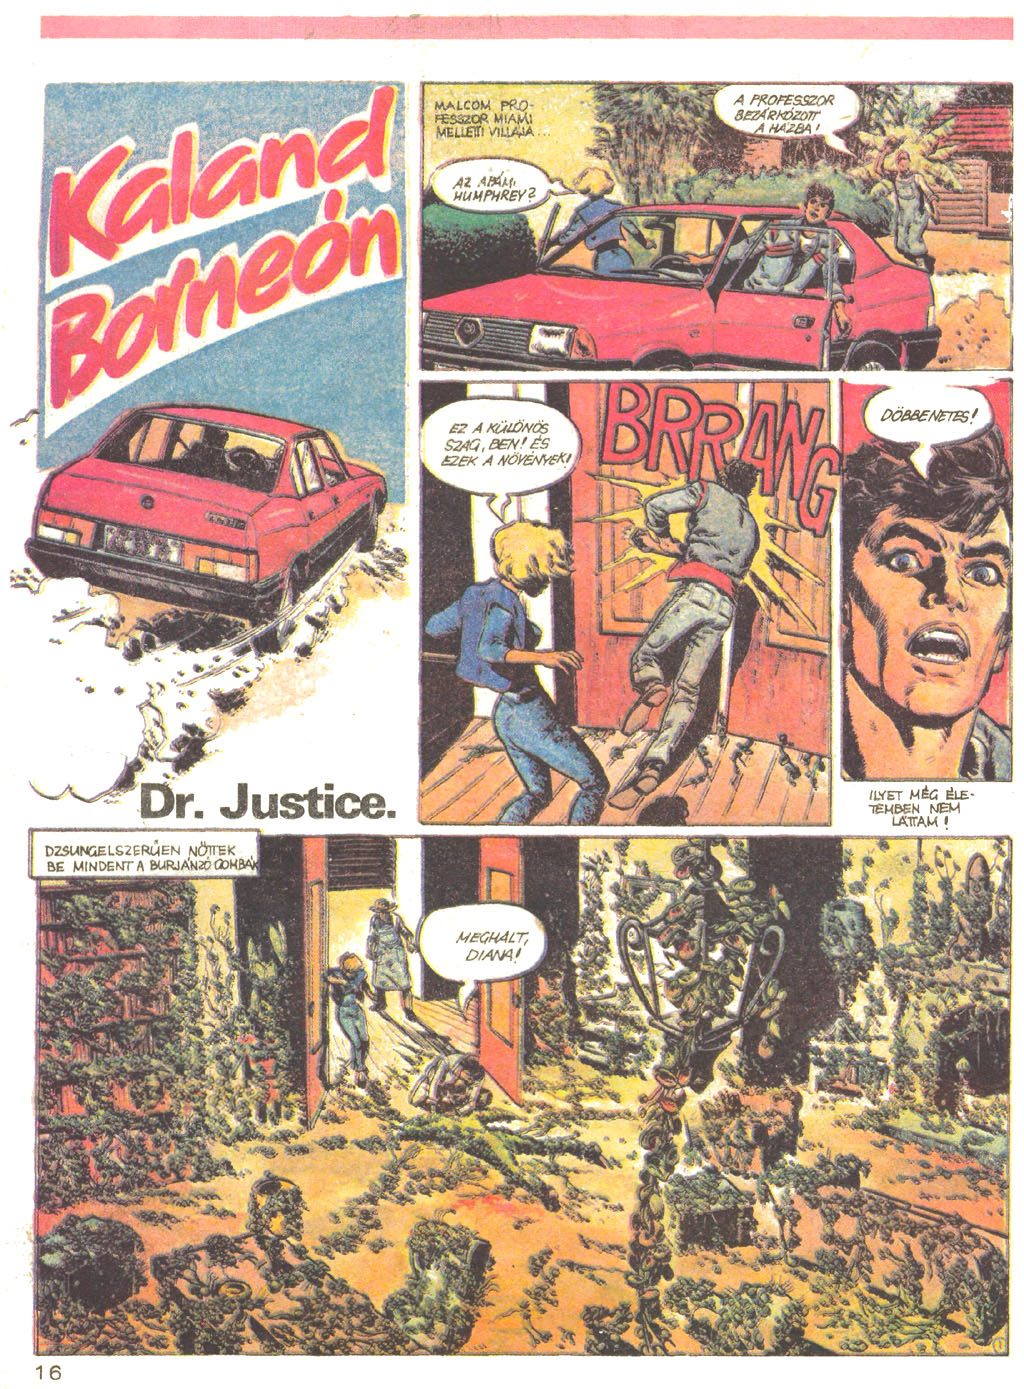 Kaland
Borneón
Dr. Justice.
MALCOM PRO-
FESSZOR MIAMI
MELLETTI VILLÁJA...
AZ APÁM,
HUMPHREY?
A PROFESSZOR
BEZÁRKÓZOTT
A HÁZBA!
EZ A KÜLÖNÖS
SZAG, BEN! ÉS
EZEK A NÖVÉNYEK!
BRRANG
DÖBBENETES!
ILYET MÉG ÉLE-
TEMBEN NEM
LÁTTAM!
DZSUNGELSZERŰEN NŐTTEK
BE MINDENT A BURJÁNZÓ GOMBÁK
MEGHALT,
DIANA!
1
16